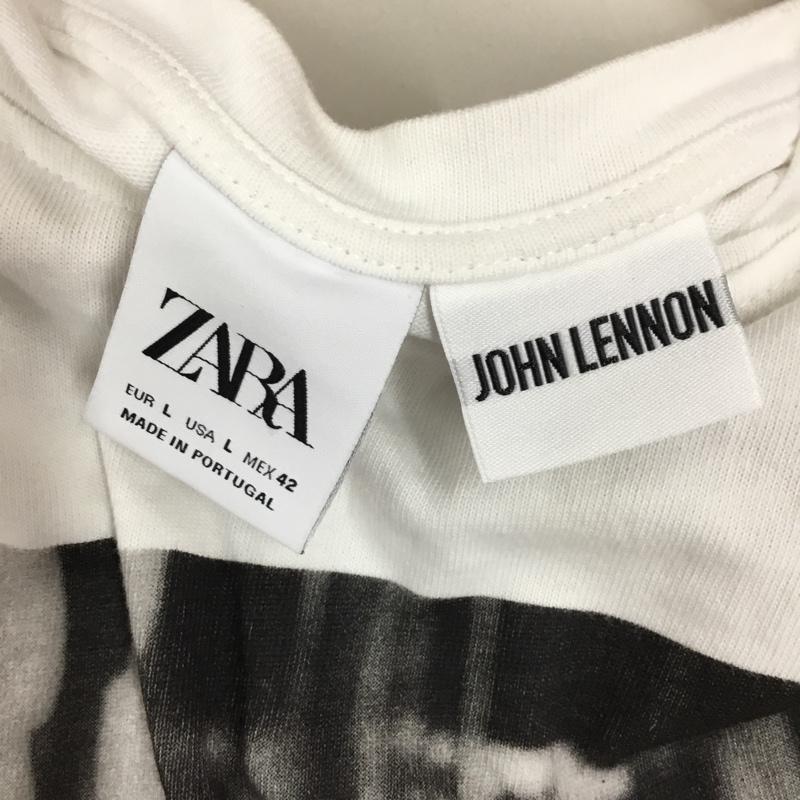 ZARA
EUR L USA L MEX 42
MADE IN PORTUGAL
JOHN LENNON